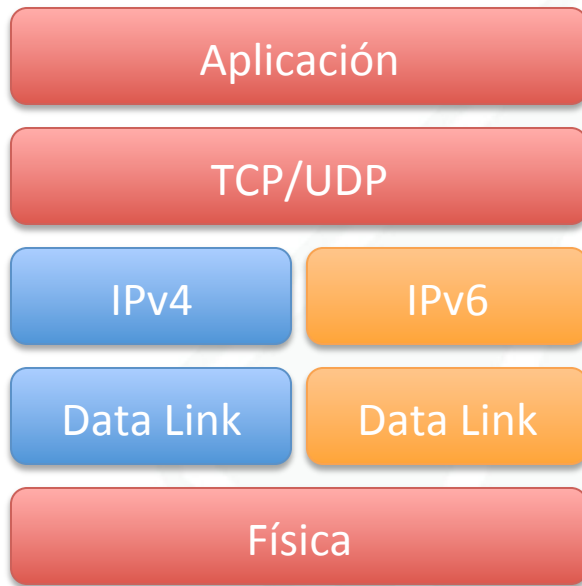 Aplicación
TCP/UDP
IPv4 IPv6
Data Link Data Link
Física